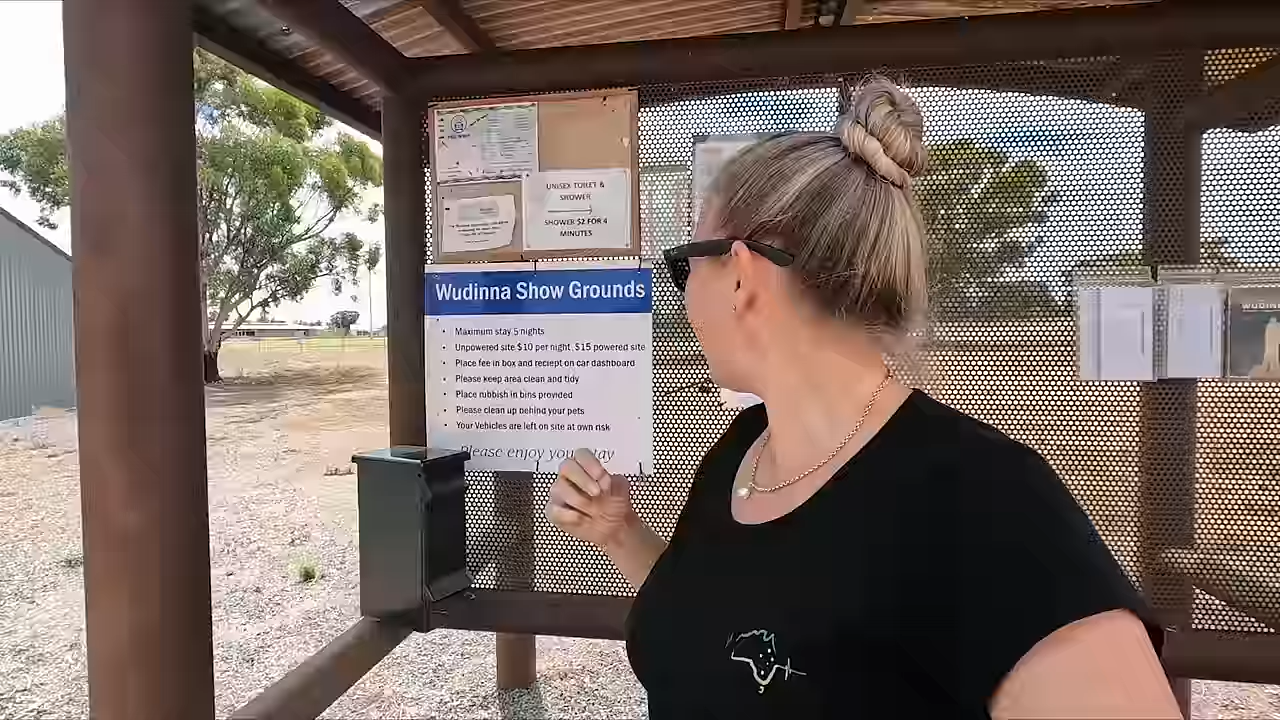 UNISEX TOILET &
SHOWER
SHOWER $2 FOR 4
MINUTES
Wudinna Show Grounds
• Maximum stay 5 nights
• Unpowered site $10 per night, $15 powered site
• Place fee in box and reciept on car dashboard
• Please keep area clean and tidy
• Place rubbish in bins provided
• Please clean up behind your pets
• Your Vehicles are left on site at own risk
Please enjoy your stay
WUDINN